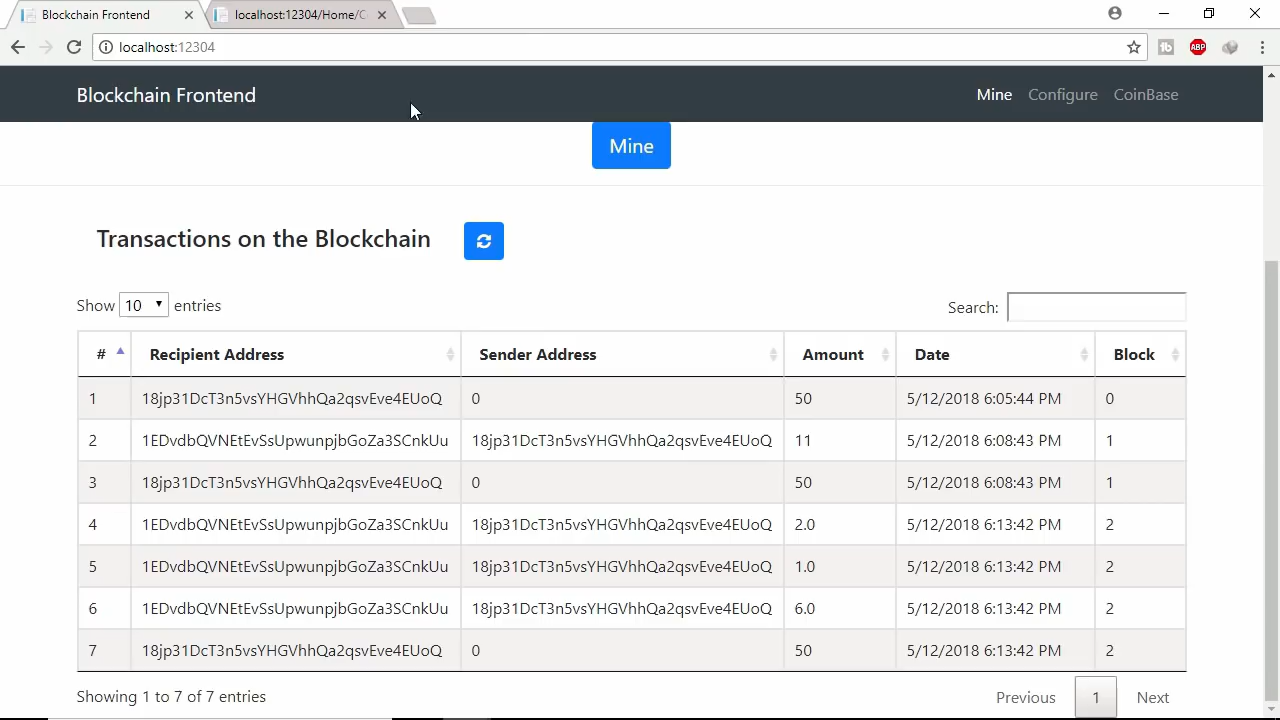 Blockchain Frontend
localhost:12304/Home/C
localhost:12304
Blockchain Frontend
Mine Configure CoinBase
Mine
Transactions on the Blockchain
Show 10 entries
Search:
# Recipient Address Sender Address Amount Date Block
1 18jp31DcT3n5vsYHGVhhQa2qsvEve4EUoQ 0 50 5/12/2018 6:05:44 PM 0
2 1EDvdbQVNEtEvSsUpwunpjbGoZa3SCnkUu 18jp31DcT3n5vsYHGVhhQa2qsvEve4EUoQ 11 5/12/2018 6:08:43 PM 1
3 18jp31DcT3n5vsYHGVhhQa2qsvEve4EUoQ 0 50 5/12/2018 6:08:43 PM 1
4 1EDvdbQVNEtEvSsUpwunpjbGoZa3SCnkUu 18jp31DcT3n5vsYHGVhhQa2qsvEve4EUoQ 2.0 5/12/2018 6:13:42 PM 2
5 1EDvdbQVNEtEvSsUpwunpjbGoZa3SCnkUu 18jp31DcT3n5vsYHGVhhQa2qsvEve4EUoQ 1.0 5/12/2018 6:13:42 PM 2
6 1EDvdbQVNEtEvSsUpwunpjbGoZa3SCnkUu 18jp31DcT3n5vsYHGVhhQa2qsvEve4EUoQ 6.0 5/12/2018 6:13:42 PM 2
7 18jp31DcT3n5vsYHGVhhQa2qsvEve4EUoQ 0 50 5/12/2018 6:13:42 PM 2
Showing 1 to 7 of 7 entries
Previous 1 Next
ABP